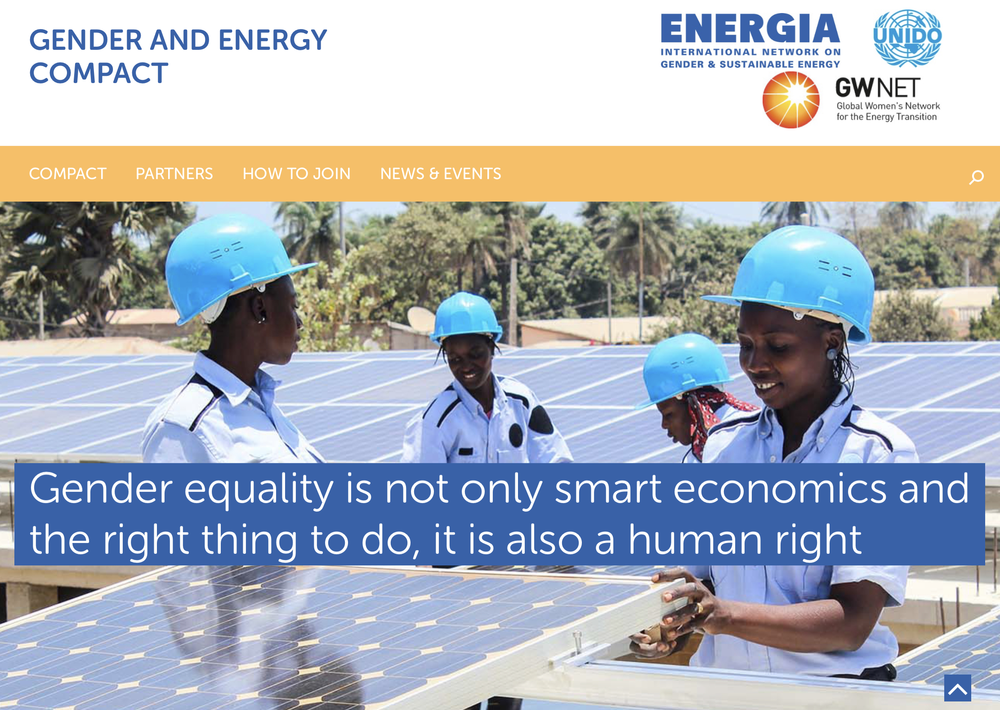 GENDER AND ENERGY
COMPACT
ENERGIA
INTERNATIONAL NETWORK ON
GENDER & SUSTAINABLE ENERGY
UNIDO
GWNET
Global Women's Network
for the Energy Transition
COMPACT PARTNERS HOW TO JOIN NEWS & EVENTS
Gender equality is not only smart economics and
the right thing to do, it is also a human right